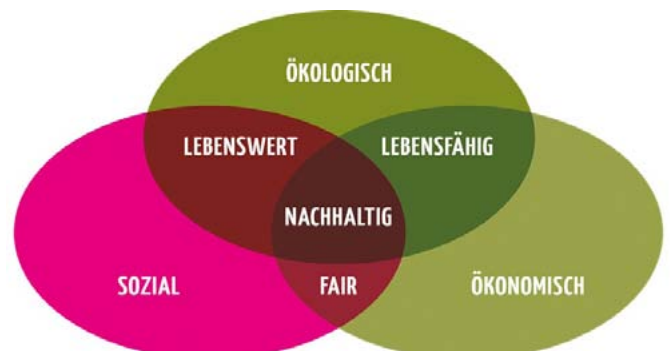 ÖKOLOGISCH
LEBENSWERT
LEBENSFÄHIG
NACHHALTIG
SOZIAL
FAIR
ÖKONOMISCH